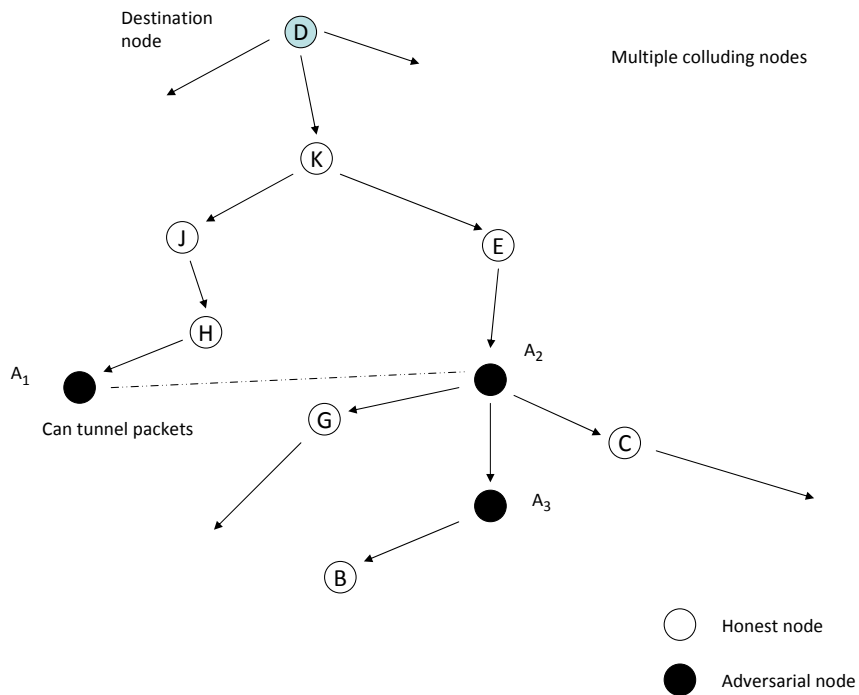 Destination
node
D
Multiple colluding nodes
K
J
E
H
A₁
A₂
Can tunnel packets
G
C
A₃
B
Honest node
Adversarial node